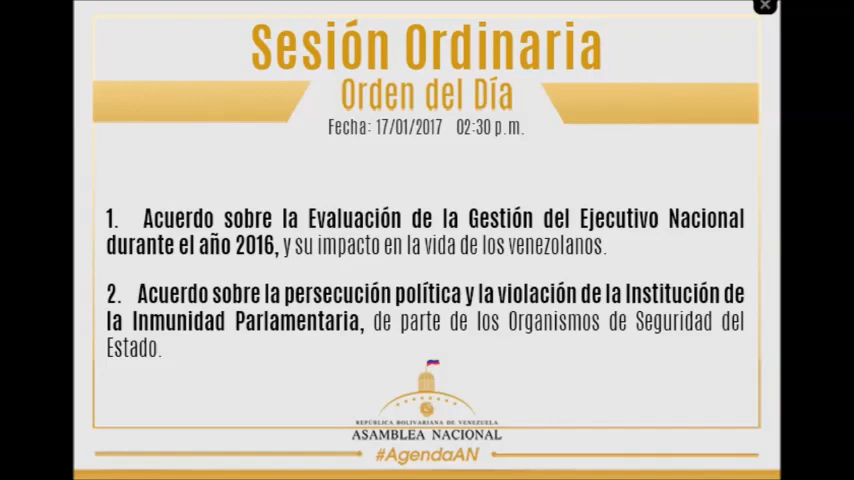 Sesión Ordinaria
Orden del Día
Fecha: 17/01/2017 02:30 p.m.
1. Acuerdo sobre la Evaluación de la Gestión del Ejecutivo Nacional
durante el año 2016, y su impacto en la vida de los venezolanos.
2. Acuerdo sobre la persecución política y la violación de la Institución de
la Inmunidad Parlamentaria, de parte de los Organismos de Seguridad del
Estado.
REPÚBLICA BOLIVARIANA DE VENEZUELA
ASAMBLEA NACIONAL
#AgendaAN